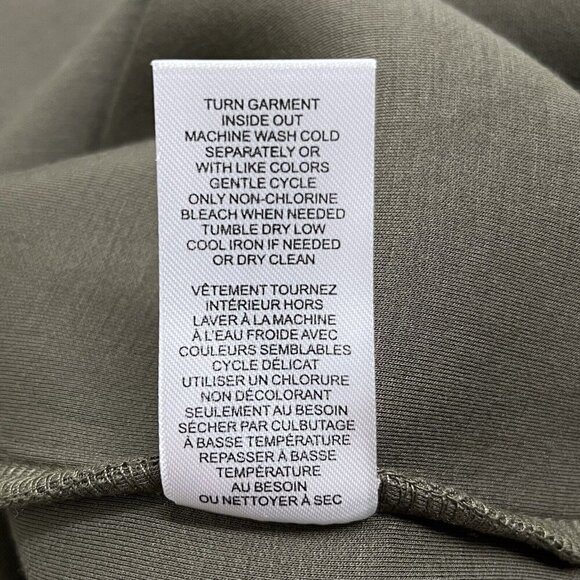 TURN GARMENT
INSIDE OUT
MACHINE WASH COLD
SEPARATELY OR
WITH LIKE COLORS
GENTLE CYCLE
ONLY NON-CHLORINE
BLEACH WHEN NEEDED
TUMBLE DRY LOW
COOL IRON IF NEEDED
OR DRY CLEAN
VÊTEMENT TOURNEZ
INTÉRIEUR HORS
LAVER À LA MACHINE
À L'EAU FROIDE AVEC
COULEURS SEMBLABLES
CYCLE DÉLICAT
UTILISER UN CHLORURE
NON DÉCOLORANT
SEULEMENT AU BESOIN
SÉCHER PAR CULBUTAGE
À BASSE TEMPÉRATURE
REPASSER À BASSE
TEMPÉRATURE
AU BESOIN
OU NETTOYER À SEC